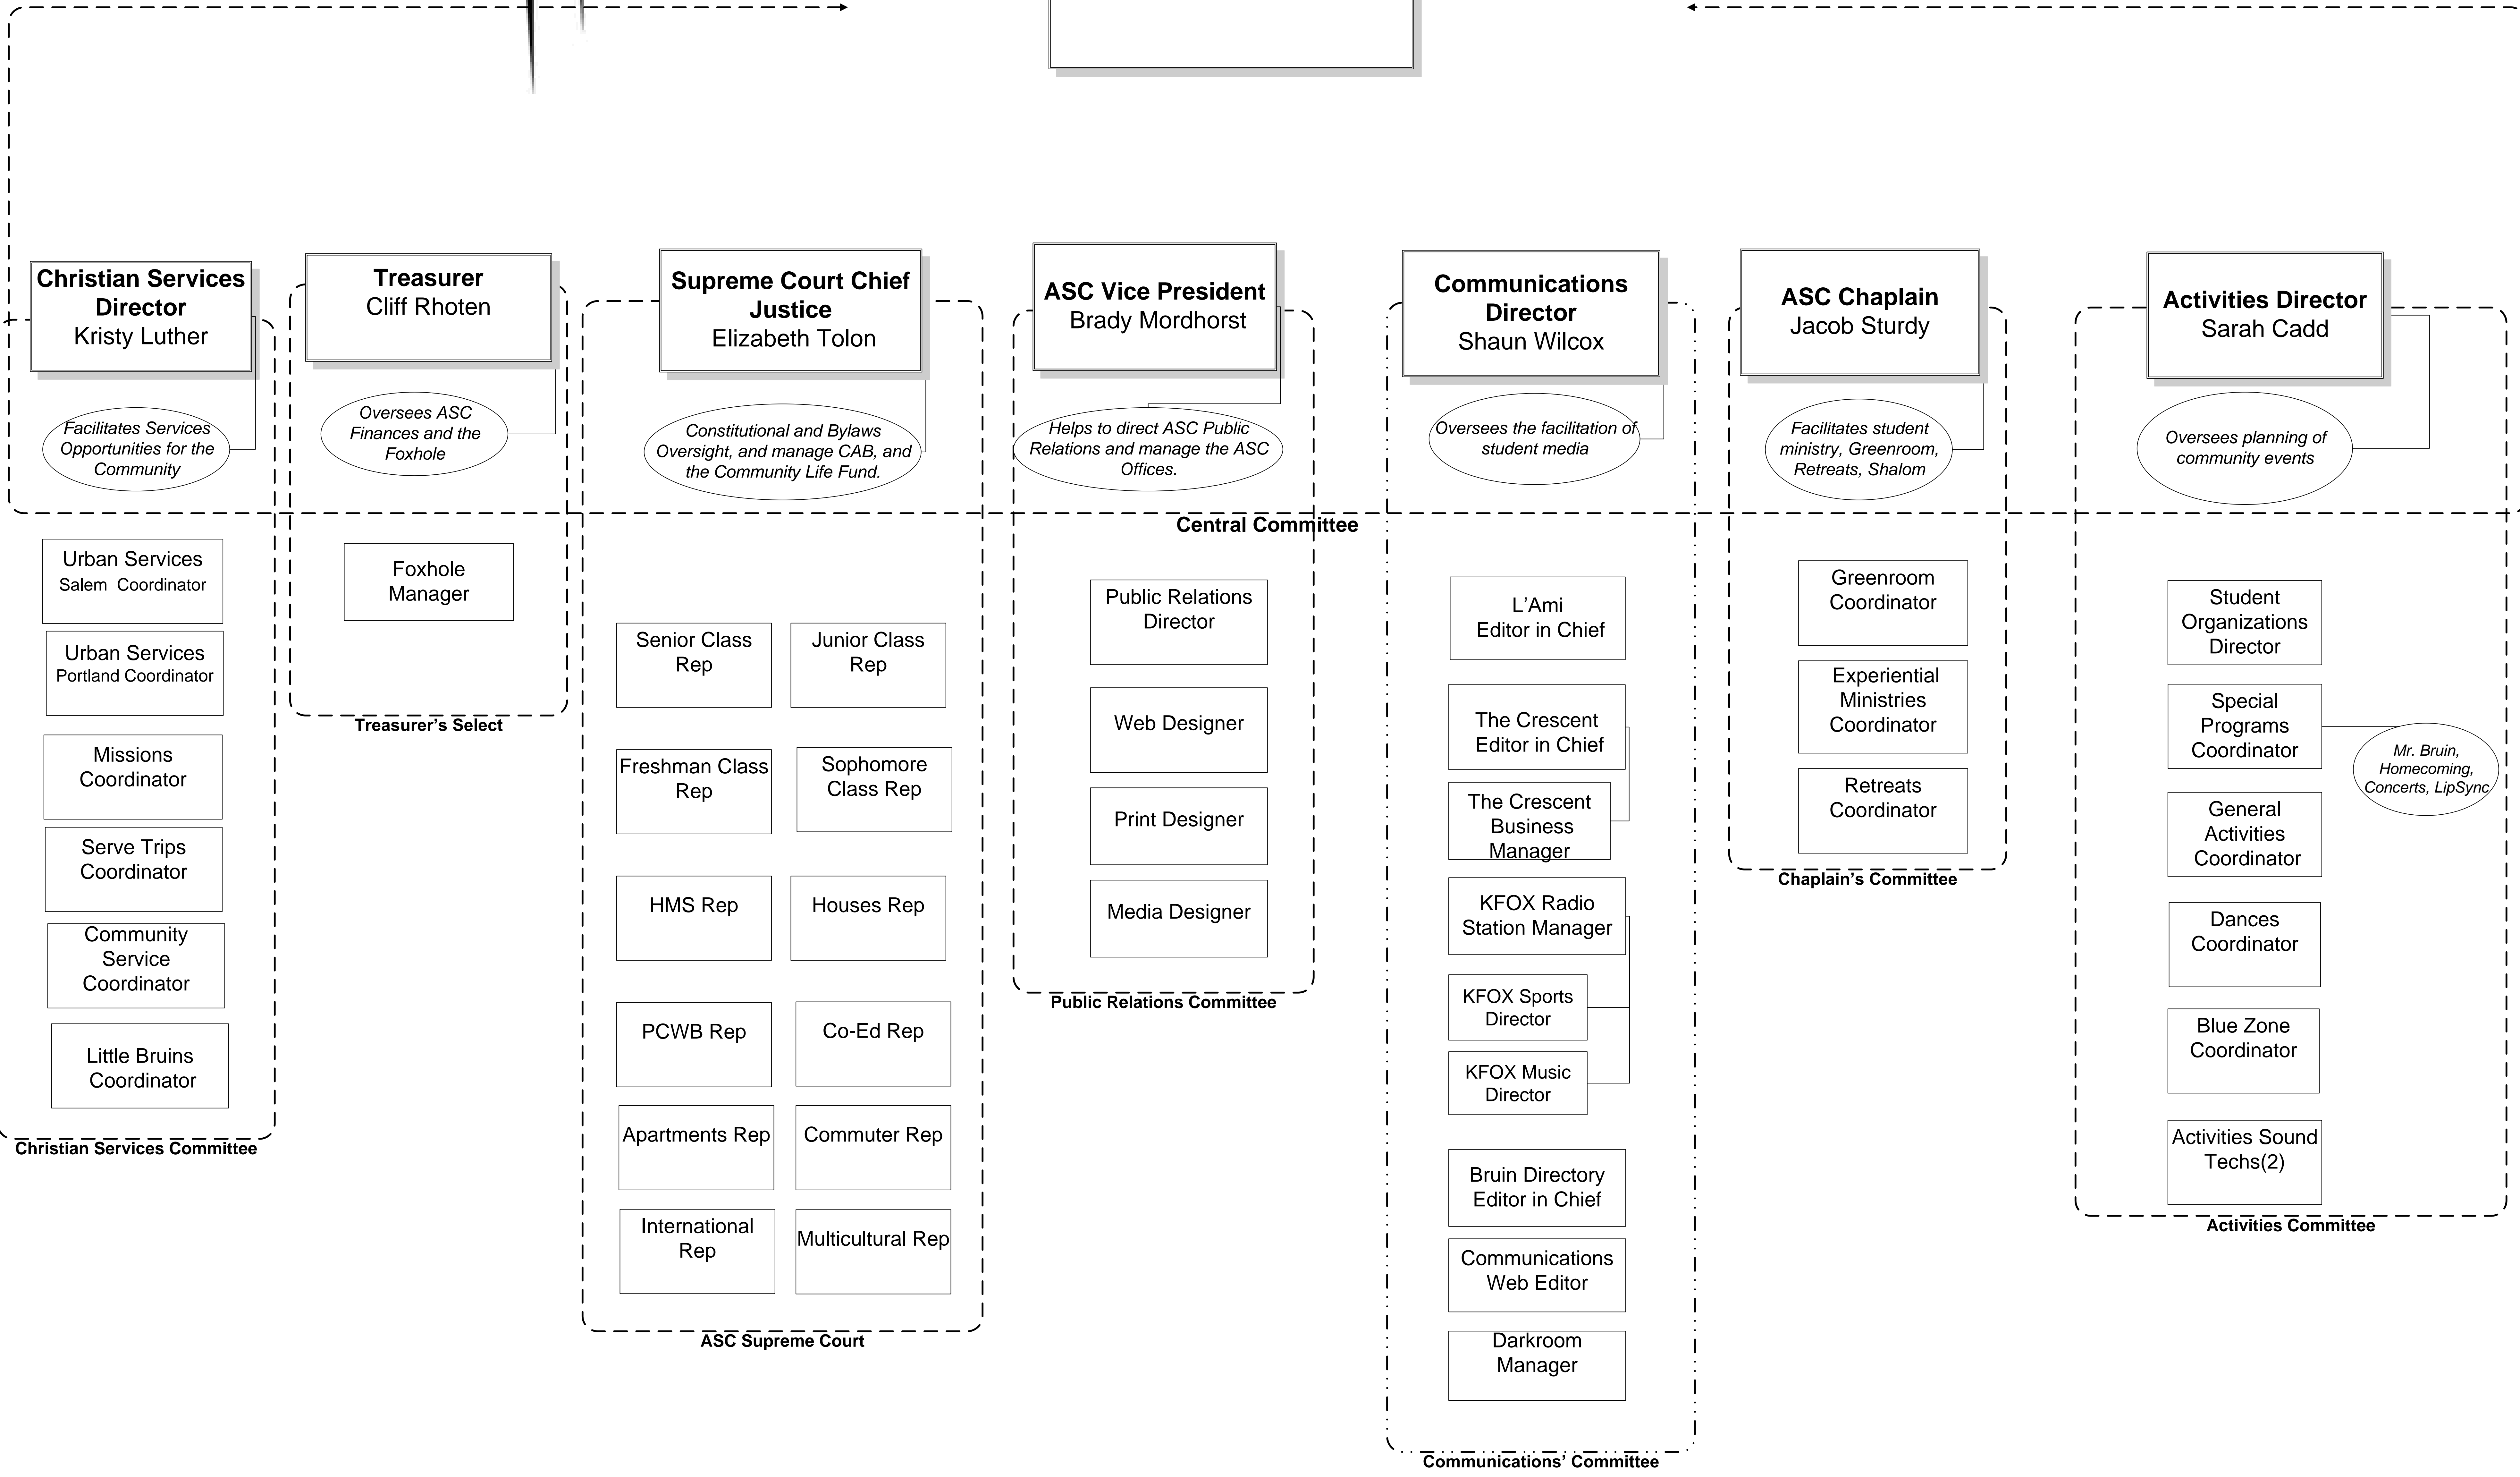 Christian Services
Director
Kristy Luther
Facilitates Services
Opportunities for the
Community
Treasurer
Cliff Rhoten
Oversees ASC
Finances and the
Foxhole
Supreme Court Chief
Justice
Elizabeth Tolon
Constitutional and Bylaws
Oversight, and manage CAB, and
the Community Life Fund.
ASC Vice President
Brady Mordhorst
Helps to direct ASC Public
Relations and manage the ASC
Offices.
Communications
Director
Shaun Wilcox
Oversees the facilitation of
student media
ASC Chaplain
Jacob Sturdy
Facilitates student
ministry, Greenroom,
Retreats, Shalom
Activities Director
Sarah Cadd
Oversees planning of
community events
Central Committee
Urban Services
Salem  Coordinator
Urban Services
Portland Coordinator
Missions
Coordinator
Serve Trips
Coordinator
Community
Service
Coordinator
Little Bruins
Coordinator
Christian Services Committee
Foxhole
Manager
Treasurer’s Select
Senior Class
Rep
Junior Class
Rep
Freshman Class
Rep
Sophomore
Class Rep
HMS Rep
Houses Rep
PCWB Rep
Co-Ed Rep
Apartments Rep
Commuter Rep
International
Rep
Multicultural Rep
ASC Supreme Court
Public Relations
Director
Web Designer
Print Designer
Media Designer
Public Relations Committee
L’Ami
Editor in Chief
The Crescent
Editor in Chief
The Crescent
Business
Manager
KFOX Radio
Station Manager
KFOX Sports
Director
KFOX Music
Director
Bruin Directory
Editor in Chief
Communications
Web Editor
Darkroom
Manager
Communications’ Committee
Greenroom
Coordinator
Experiential
Ministries
Coordinator
Retreats
Coordinator
Chaplain’s Committee
Student
Organizations
Director
Special
Programs
Coordinator
Mr. Bruin,
Homecoming,
Concerts, LipSync
General
Activities
Coordinator
Dances
Coordinator
Blue Zone
Coordinator
Activities Sound
Techs(2)
Activities Committee